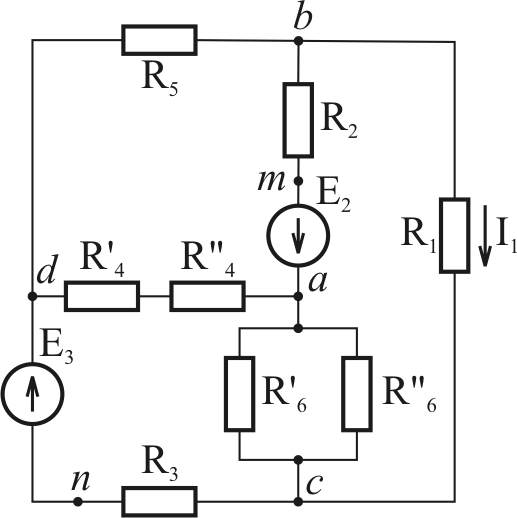 b
R₅
R₂
m
E₂
R₁
I₁
d
R'₄
R"₄
a
E₃
R'₆
R"₆
R₃
n
c